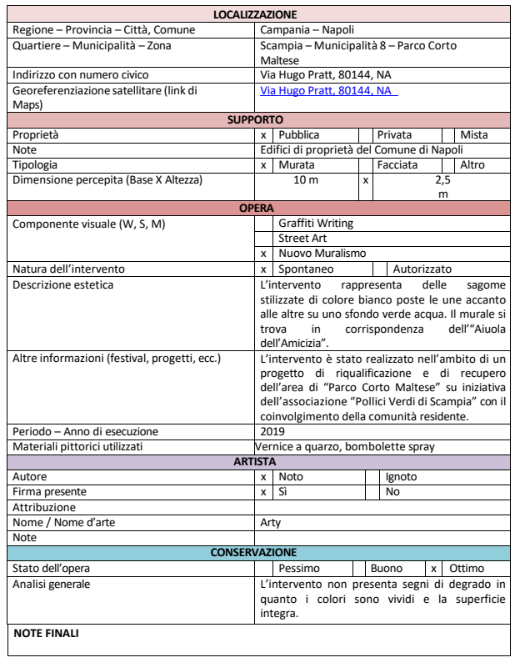 LOCALIZZAZIONE
Regione – Provincia – Città, Comune Campania – Napoli
Quartiere – Municipalità – Zona Scampia – Municipalità 8 – Parco Corto
Maltese
Indirizzo con numero civico Via Hugo Pratt, 80144, NA
Georeferenziazione satellitare (link di Via Hugo Pratt, 80144, NA
Maps)
SUPPORTO
Proprietà x Pubblica Privata Mista
Note Edifici di proprietà del Comune di Napoli
Tipologia x Murata Facciata Altro
Dimensione percepita (Base X Altezza) 10 m x 2,5
m
OPERA
Componente visuale (W, S, M) Graffiti Writing
Street Art
x Nuovo Muralismo
Natura dell’intervento x Spontaneo Autorizzato
Descrizione estetica L’intervento rappresenta delle sagome
stilizzate di colore bianco poste le une accanto
alle altre su uno sfondo verde acqua. Il murale si
trova in corrispondenza dell’“Aiuola
dell’Amicizia”.
Altre informazioni (festival, progetti, ecc.) L’intervento è stato realizzato nell’ambito di un
progetto di riqualificazione e di recupero
dell’area di “Parco Corto Maltese” su iniziativa
dell’associazione “Pollici Verdi di Scampia” con il
coinvolgimento della comunità residente.
Periodo – Anno di esecuzione 2019
Materiali pittorici utilizzati Vernice a quarzo, bombolette spray
ARTISTA
Autore x Noto Ignoto
Firma presente x Sì No
Attribuzione
Nome / Nome d’arte Arty
Note
CONSERVAZIONE
Stato dell’opera Pessimo Buono x Ottimo
Analisi generale L’intervento non presenta segni di degrado in
quanto i colori sono vividi e la superficie
integra.
NOTE FINALI